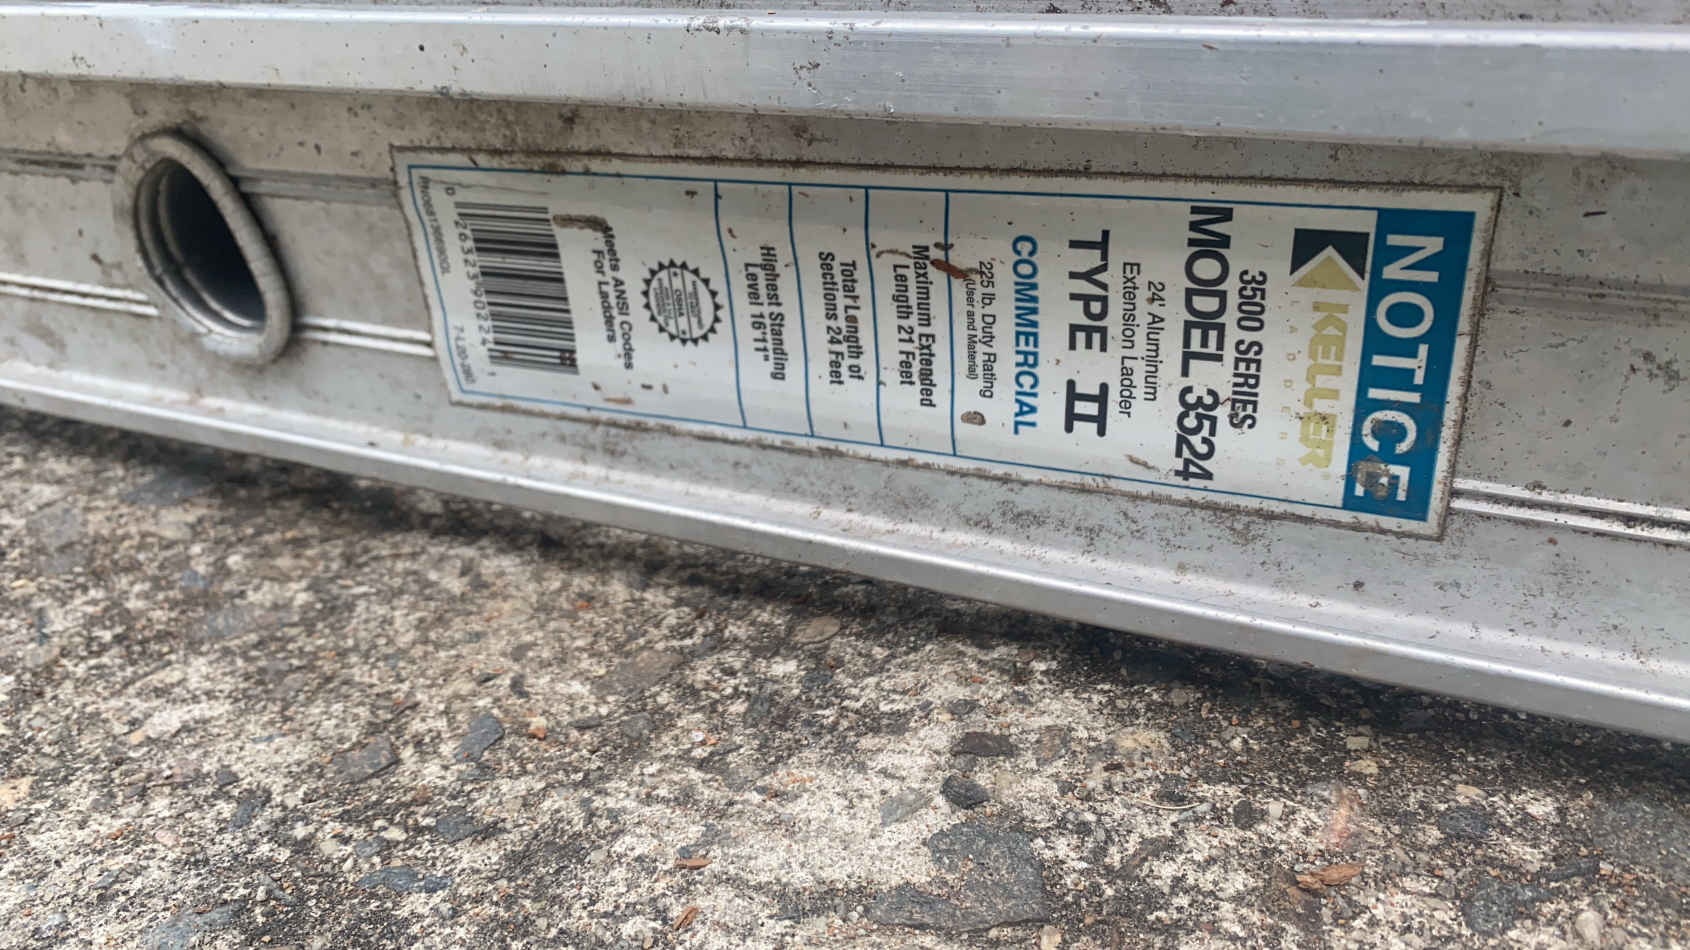 NOTICE
KELLER
LADDERS
3500 SERIES
MODEL 3524
24' Aluminum
Extension Ladder
TYPE II
COMMERCIAL
225 lb. Duty Rating
(User and Material)
Maximum Extended
Length 21 Feet
Total Length of
Sections 24 Feet
Highest Standing
Level 16'11"
OSHA
Meets ANSI Codes
For Ladders